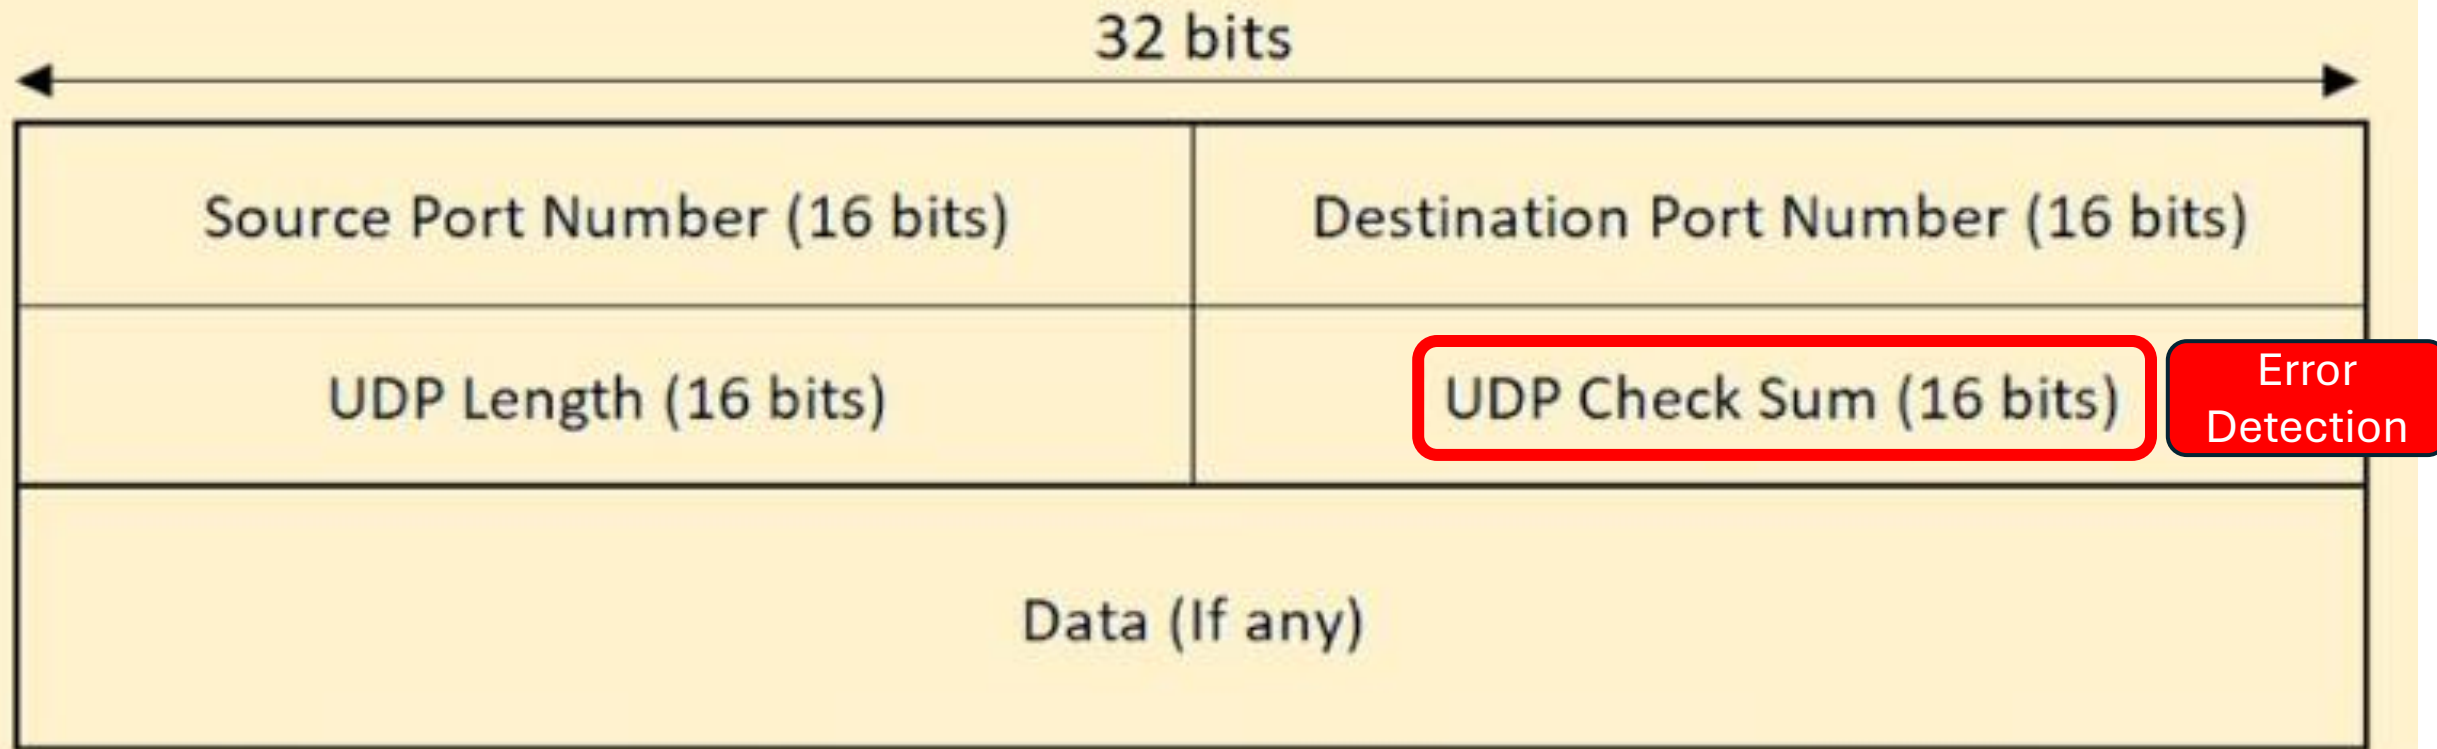 32 bits
Source Port Number (16 bits)
Destination Port Number (16 bits)
UDP Length (16 bits)
UDP Check Sum (16 bits)
Error
Detection
Data (If any)